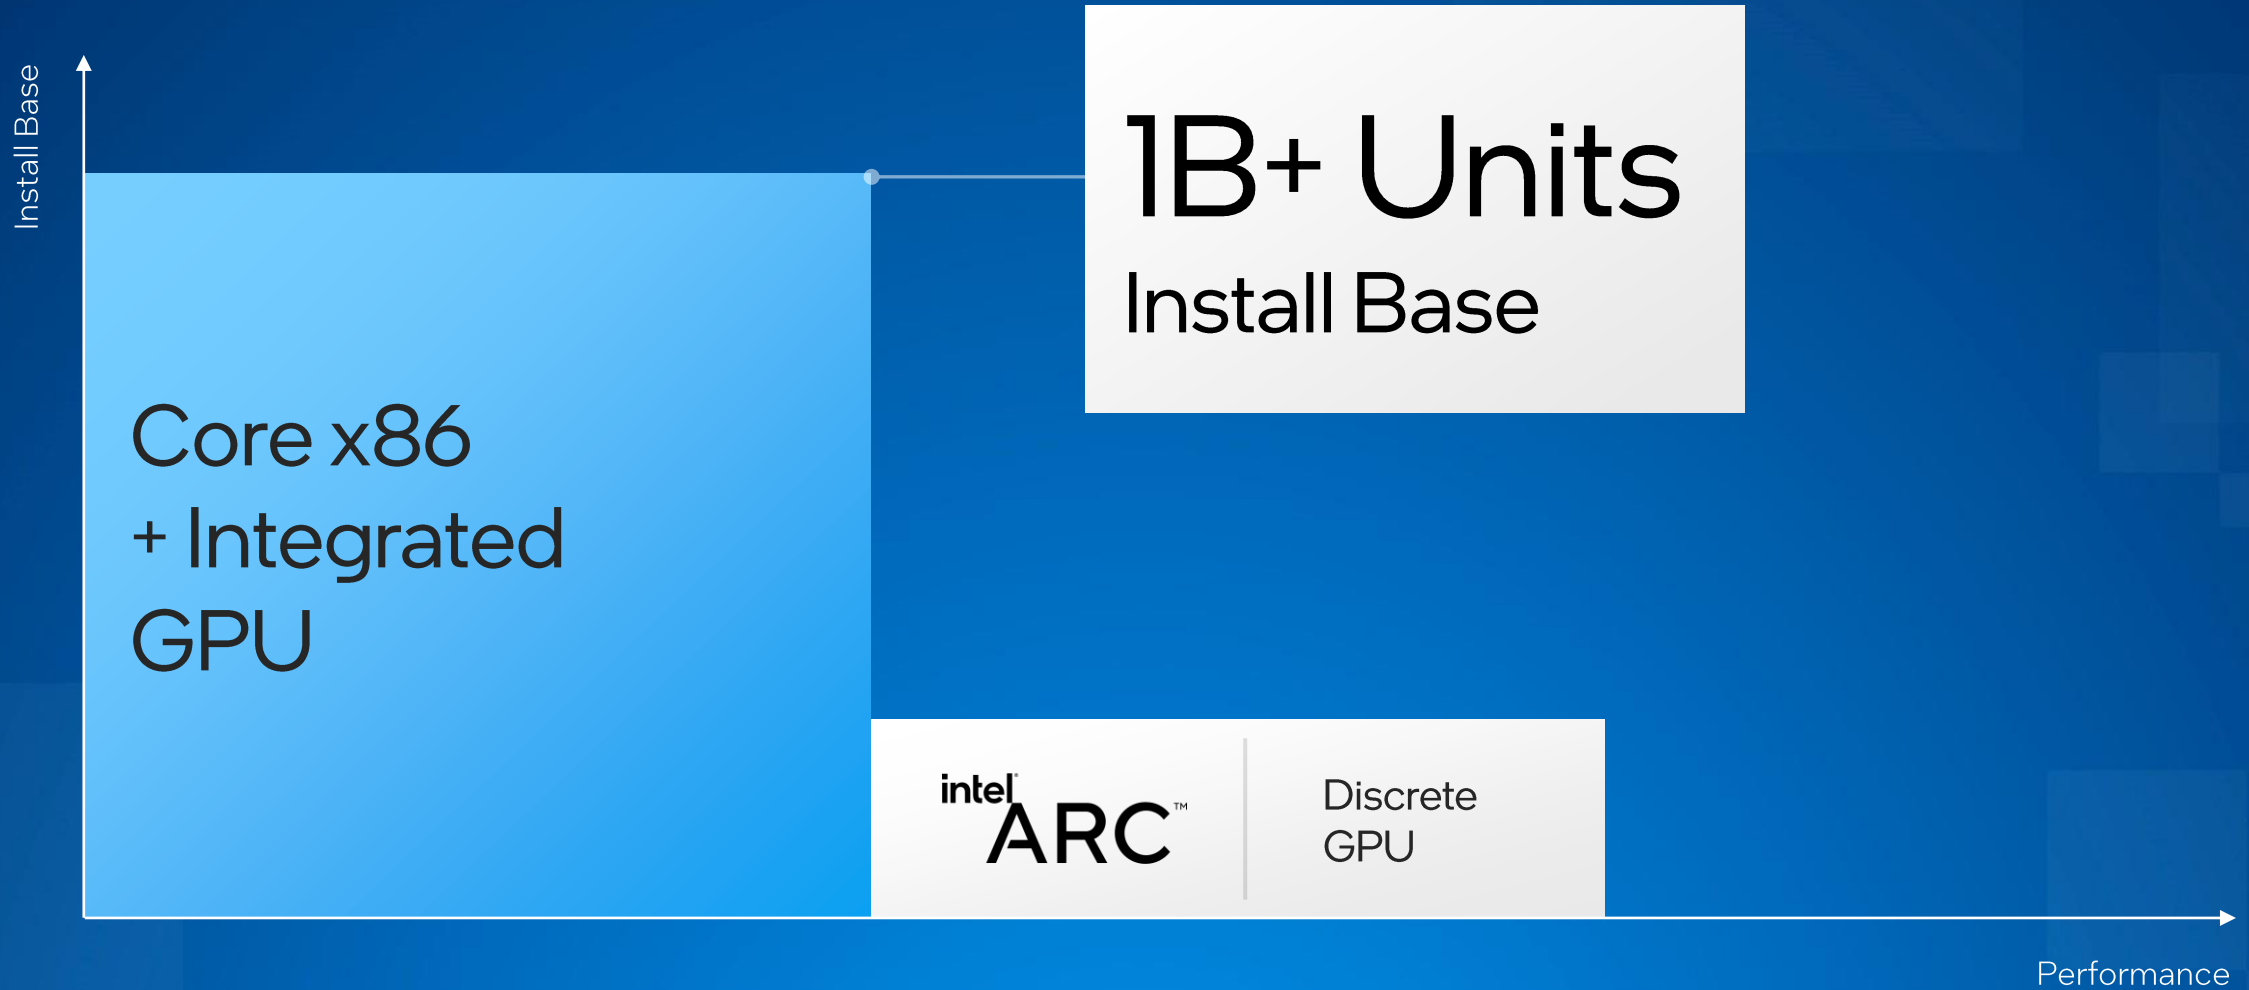 Install Base
1B+ Units
Install Base
Core x86
+ Integrated
GPU
intel®
ARC™
Discrete
GPU
Performance